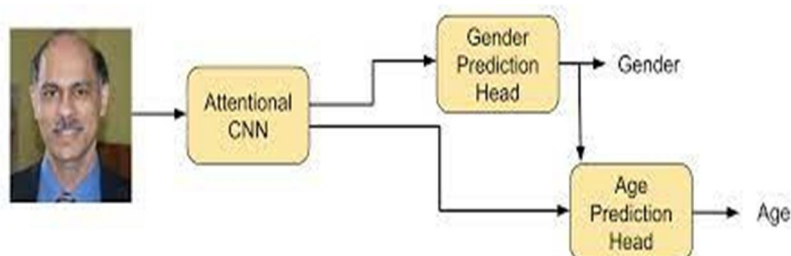 Attentional
CNN
Gender
Prediction
Head
Gender
Age
Prediction
Head
Age